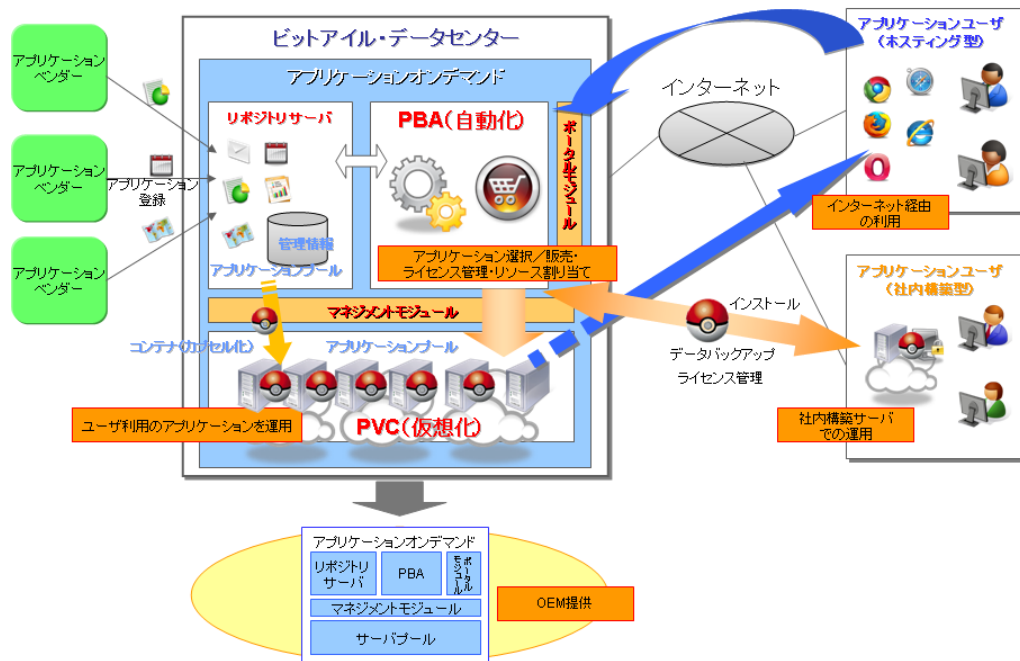 アプリケーション
ベンダー
アプリケーション
ベンダー
アプリケーション
ベンダー
アプリケーション
登録
ビットアイル・データセンター
アプリケーションオンデマンド
リポジトリサーバ
管理情報
アプリケーションプール
PBA(自動化)
ポータルモジュール
アプリケーション選択／販売・
ライセンス管理・リソース割り当て
マネジメントモジュール
コンテナ(カプセル化)
アプリケーションプール
ユーザ利用のアプリケーションを運用
PVC(仮想化)
インターネット
アプリケーションユーザ
(ホスティング型)
インターネット経由
の利用
インストール
データバックアップ
ライセンス管理
アプリケーションユーザ
(社内構築型)
社内構築サーバ
での運用
アプリケーションオンデマンド
リポジトリ
サーバ
PBA
ポータル
モジュール
マネジメントモジュール
サーバプール
OEM提供